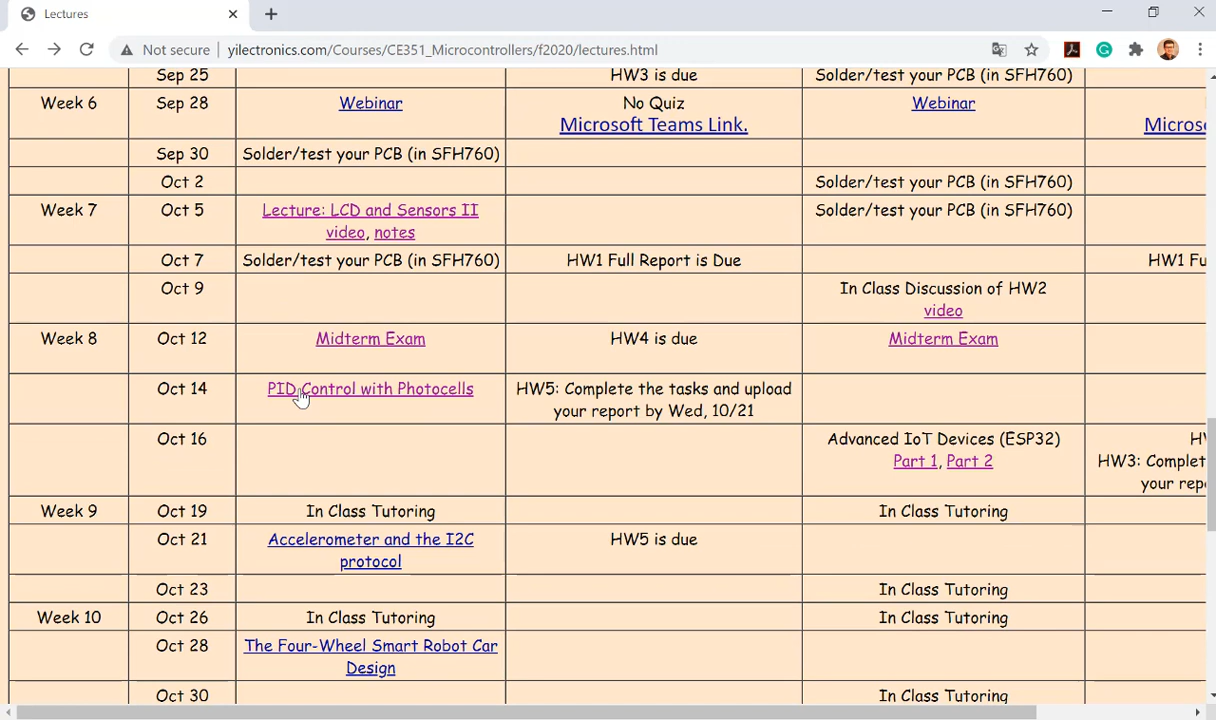 Lectures
Not secure
yilectronics.com/Courses/CE351_Microcontrollers/f2020/lectures.html
Sep 25 HW3 is due Solder/test your PCB (in SFH760)
Week 6 Sep 28 Webinar No Quiz Webinar
Microsoft Teams Link. Micros
Sep 30 Solder/test your PCB (in SFH760)
Oct 2 Solder/test your PCB (in SFH760)
Week 7 Oct 5 Lecture: LCD and Sensors II Solder/test your PCB (in SFH760)
video, notes
Oct 7 Solder/test your PCB (in SFH760) HW1 Full Report is Due HW1 Fu
Oct 9 In Class Discussion of HW2
video
Week 8 Oct 12 Midterm Exam HW4 is due Midterm Exam
Oct 14 PID Control with Photocells HW5: Complete the tasks and upload
your report by Wed, 10/21
Oct 16 Advanced IoT Devices (ESP32)
Part 1, Part 2 HW3: Complet
your rep
Week 9 Oct 19 In Class Tutoring In Class Tutoring
Oct 21 Accelerometer and the I2C HW5 is due
protocol
Oct 23 In Class Tutoring
Week 10 Oct 26 In Class Tutoring In Class Tutoring
Oct 28 The Four-Wheel Smart Robot Car
Design
Oct 30 In Class Tutoring